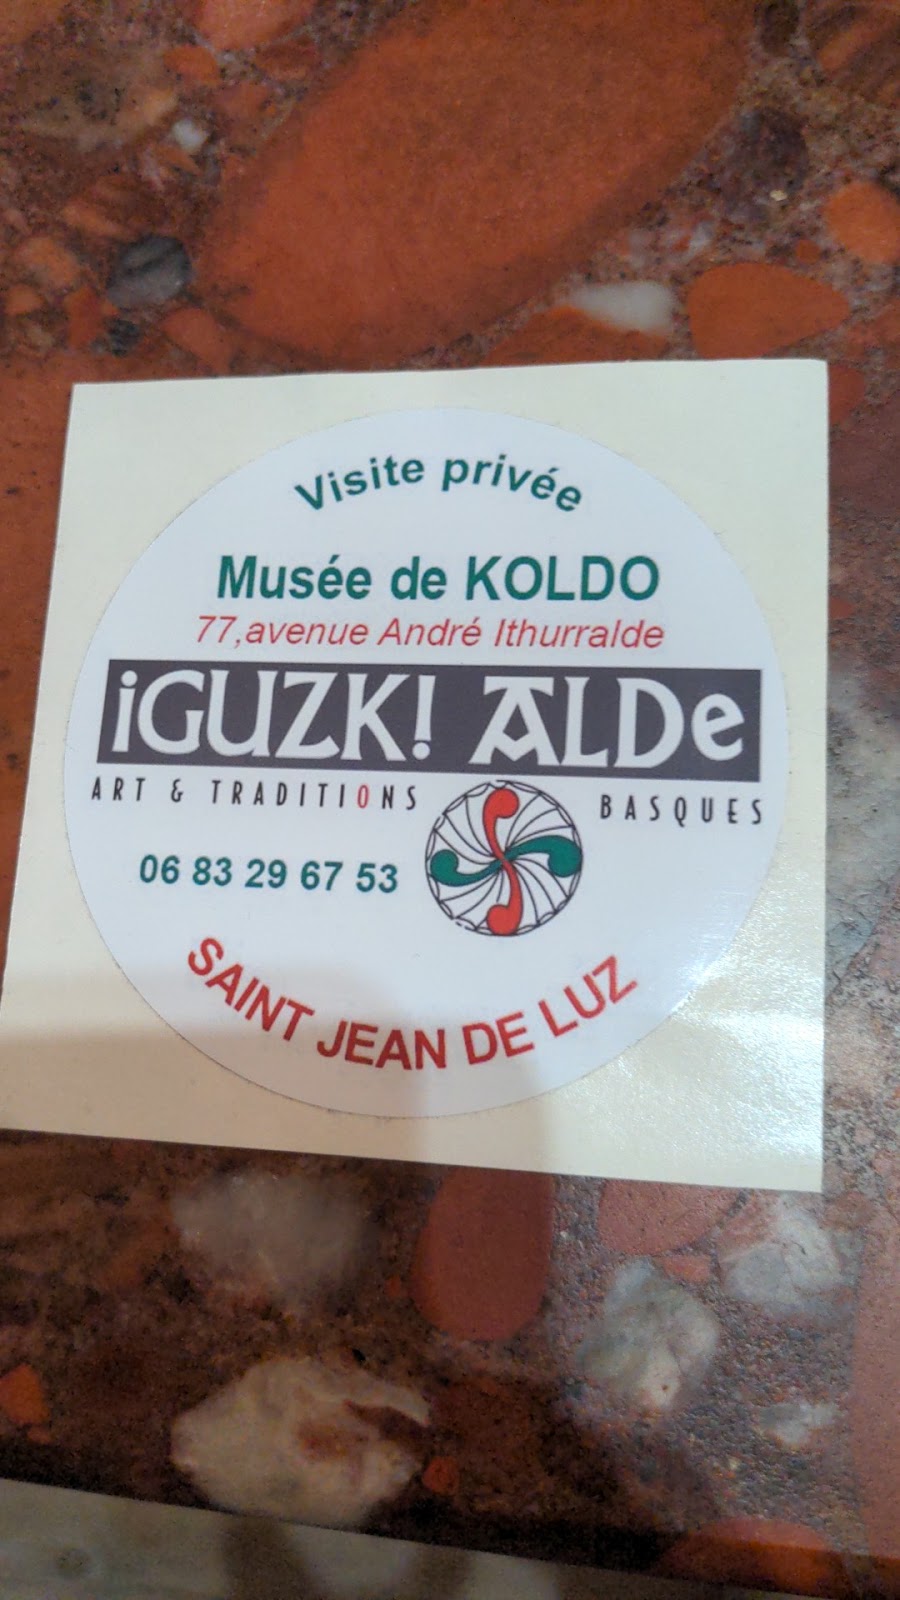 Visite privée
Musée de KOLDO
77,avenue André Ithurralde
iGUZK! ALDe
ART & TRADITIONS BASQUES
06 83 29 67 53
SAINT JEAN DE LUZ